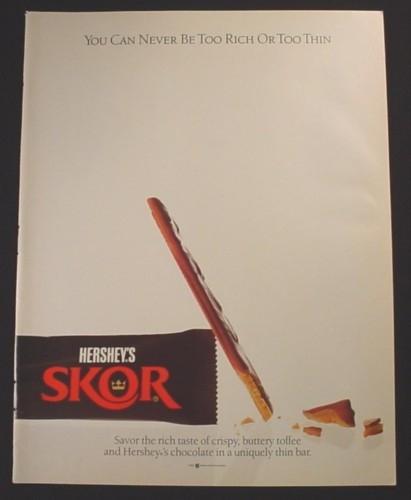 You Can Never Be Too Rich Or Too Thin
HERSHEY'S
SKOR®
Savor the rich taste of crispy, buttery toffee
and Hershey®s chocolate in a uniquely thin bar.